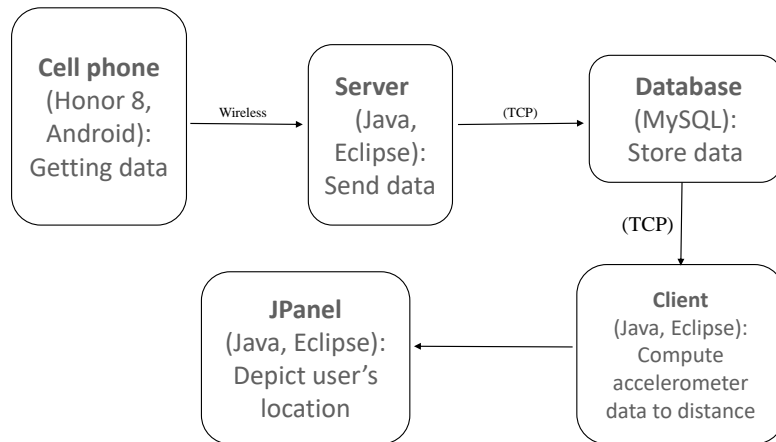 Cell phone
(Honor 8,
Android):
Getting data
Wireless
Server
(Java,
Eclipse):
Send data
(TCP)
Database
(MySQL):
Store data
(TCP)
Client
(Java, Eclipse):
Compute
accelerometer
data to distance
JPanel
(Java, Eclipse):
Depict user’s
location